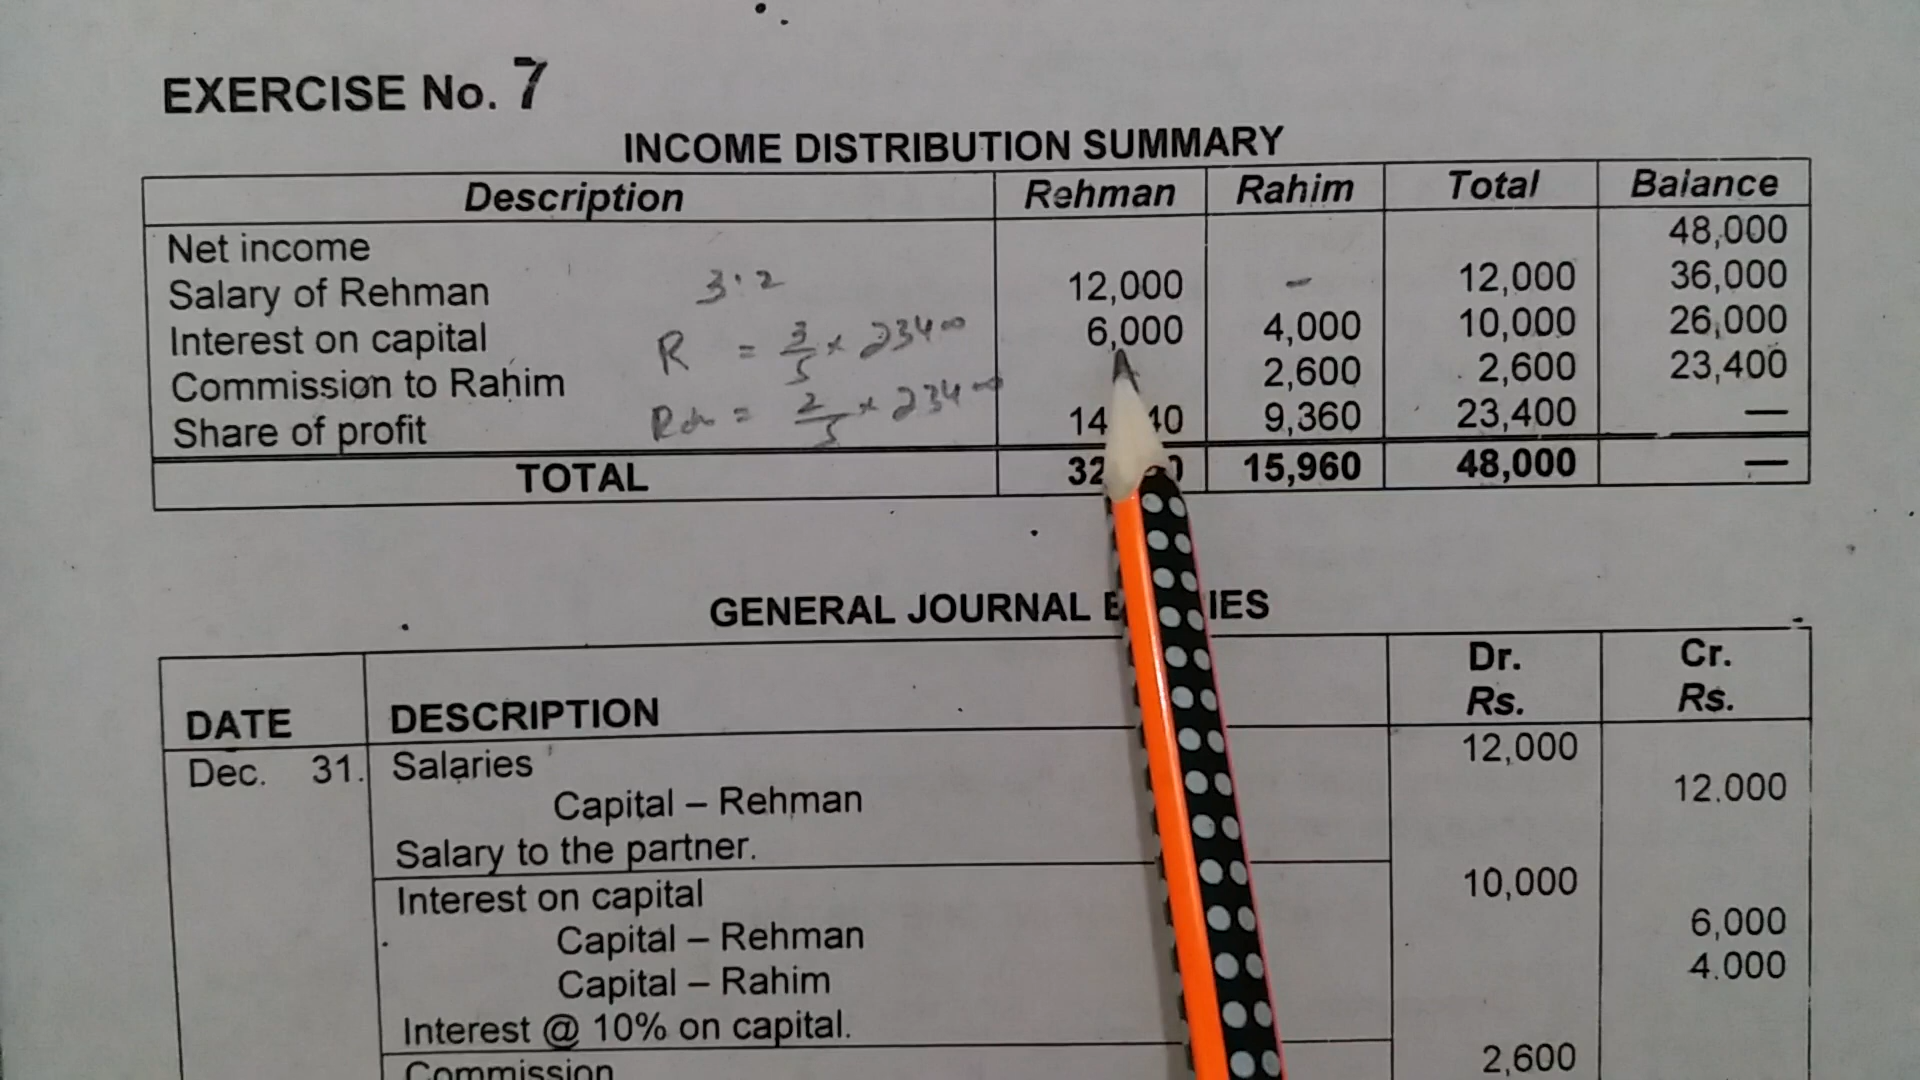 EXERCISE No. 7
INCOME DISTRIBUTION SUMMARY
Description Rehman Rahim Total Balance
Net income 48,000
Salary of Rehman 3:2 12,000 - 12,000 36,000
Interest on capital R = 3/5 × 23400 6,000 4,000 10,000 26,000
Commission to Rahim 2,600 2,600 23,400
Share of profit = 2/5 × 23400 9,360 23,400 —
TOTAL 15,960 48,000 —
GENERAL JOURNAL
DATE DESCRIPTION Dr. Rs. Cr. Rs.
Dec. 31. Salaries 12,000
Capital – Rehman 12.000
Salary to the partner.
Interest on capital 10,000
Capital – Rehman 6,000
Capital – Rahim 4.000
Interest @ 10% on capital.
Commission 2,600